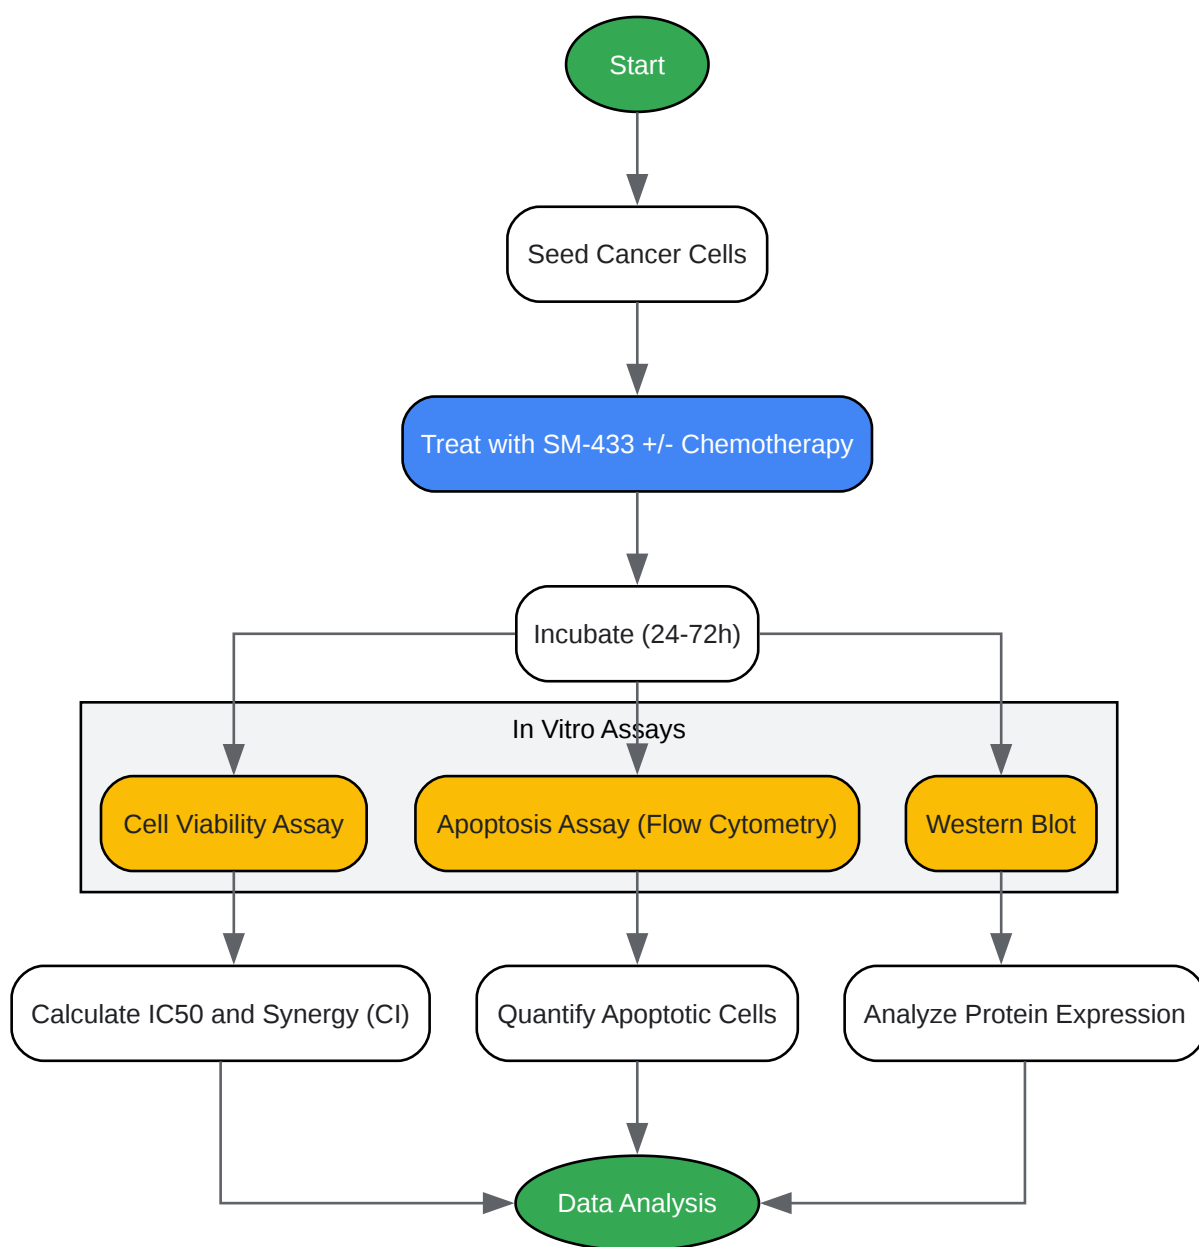 Start
Seed Cancer Cells
Treat with SM-433 +/- Chemotherapy
Incubate (24-72h)
In Vitro Assays
Cell Viability Assay
Apoptosis Assay (Flow Cytometry)
Western Blot
Calculate IC50 and Synergy (CI)
Quantify Apoptotic Cells
Analyze Protein Expression
Data Analysis